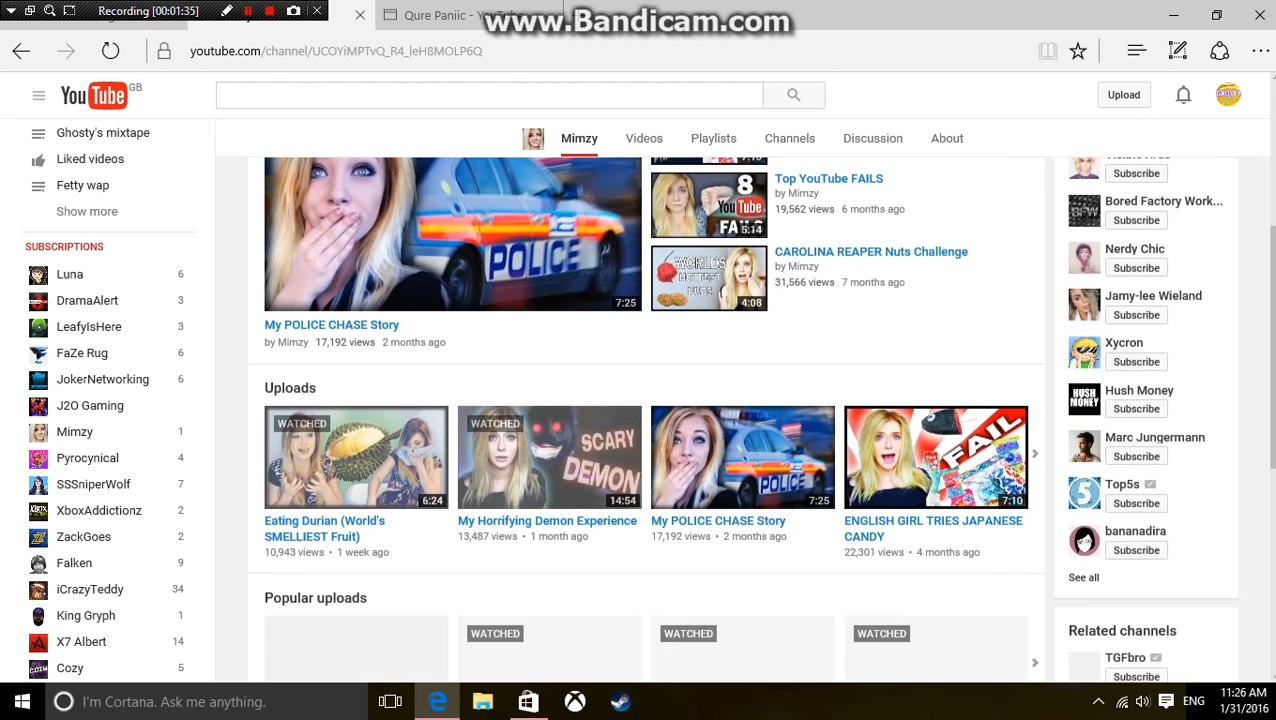 Recording [00:01:35]
Qure Paniic - YouTube
www.Bandicam.com
youtube.com/channel/UCOYiMPTvQ_R4_leH8MOLP6Q
YouTube GB
Upload
Mimzy
Videos
Playlists
Channels
Discussion
About
Ghosty's mixtape
Liked videos
Fetty wap
Show more
SUBSCRIPTIONS
Luna 6
DramaAlert 3
LeafyIsHere 3
FaZe Rug 6
JokerNetworking 6
J2O Gaming
Mimzy 1
Pyrocynical 4
SSSniperWolf 7
XboxAddictionz 2
ZackGoes 2
Falken 9
iCrazyTeddy 34
King Gryph 1
X7 Albert 14
Cozy 5
POLICE
7:25
My POLICE CHASE Story
by Mimzy 17,192 views 2 months ago
8
YouTube
FAILS
5:14
Top YouTube FAILS
by Mimzy
19,562 views 6 months ago
WORLDS
HOTTEST
NUTS
4:08
CAROLINA REAPER Nuts Challenge
by Mimzy
31,566 views 7 months ago
Uploads
WATCHED
6:24
Eating Durian (World's
SMELLIEST Fruit)
10,943 views • 1 week ago
WATCHED
SCARY
DEMON
14:54
My Horrifying Demon Experience
13,487 views • 1 month ago
POLICE
7:25
My POLICE CHASE Story
17,192 views • 2 months ago
FAIL
7:10
ENGLISH GIRL TRIES JAPANESE
CANDY
22,301 views • 4 months ago
Popular uploads
WATCHED
WATCHED
WATCHED
Subscribe
Bored Factory Work...
Subscribe
Nerdy Chic
Subscribe
Jamy-lee Wieland
Subscribe
Xycron
Subscribe
HUSH
MONEY
Hush Money
Subscribe
Marc Jungermann
Subscribe
5
Top5s
Subscribe
bananadira
Subscribe
See all
Related channels
TGFbro
Subscribe
I'm Cortana. Ask me anything.
ENG
11:26 AM
1/31/2016